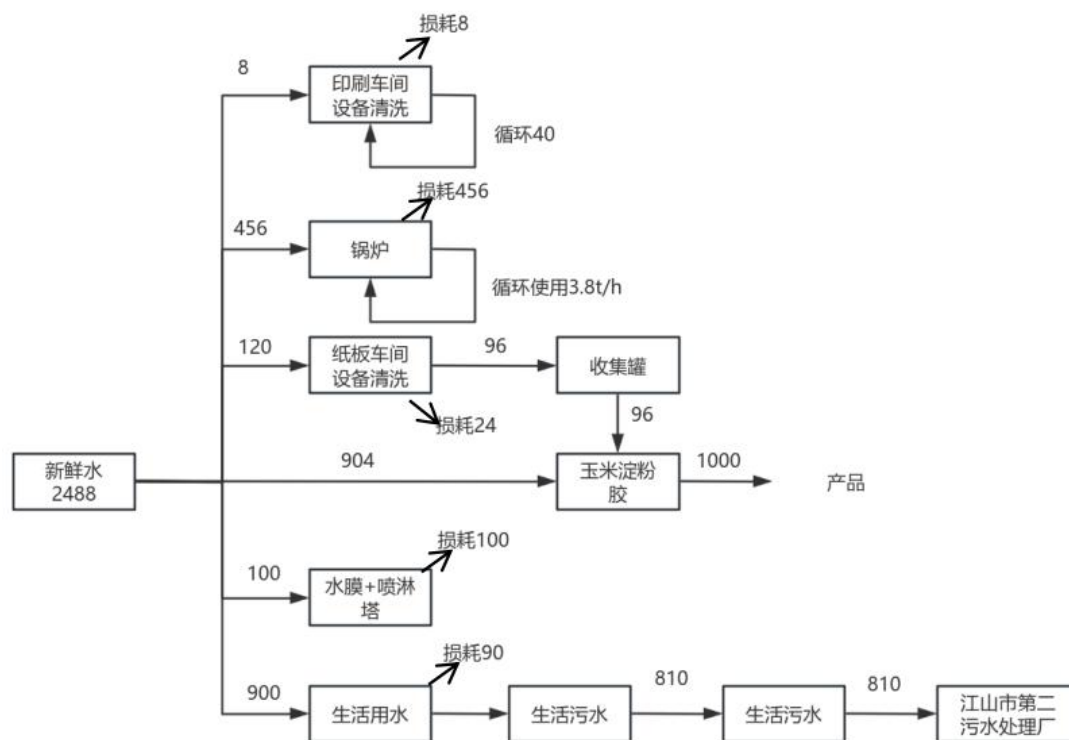 损耗8
8
印刷车间
设备清洗
循环40
损耗456
456
锅炉
循环使用3.8t/h
120
纸板车间
设备清洗
96
收集罐
损耗24
96
新鲜水
2488
904
玉米淀粉
胶
1000
产品
损耗100
100
水膜+喷淋
塔
损耗90
900
生活用水
生活污水
810
生活污水
810
江山市第二
污水处理厂